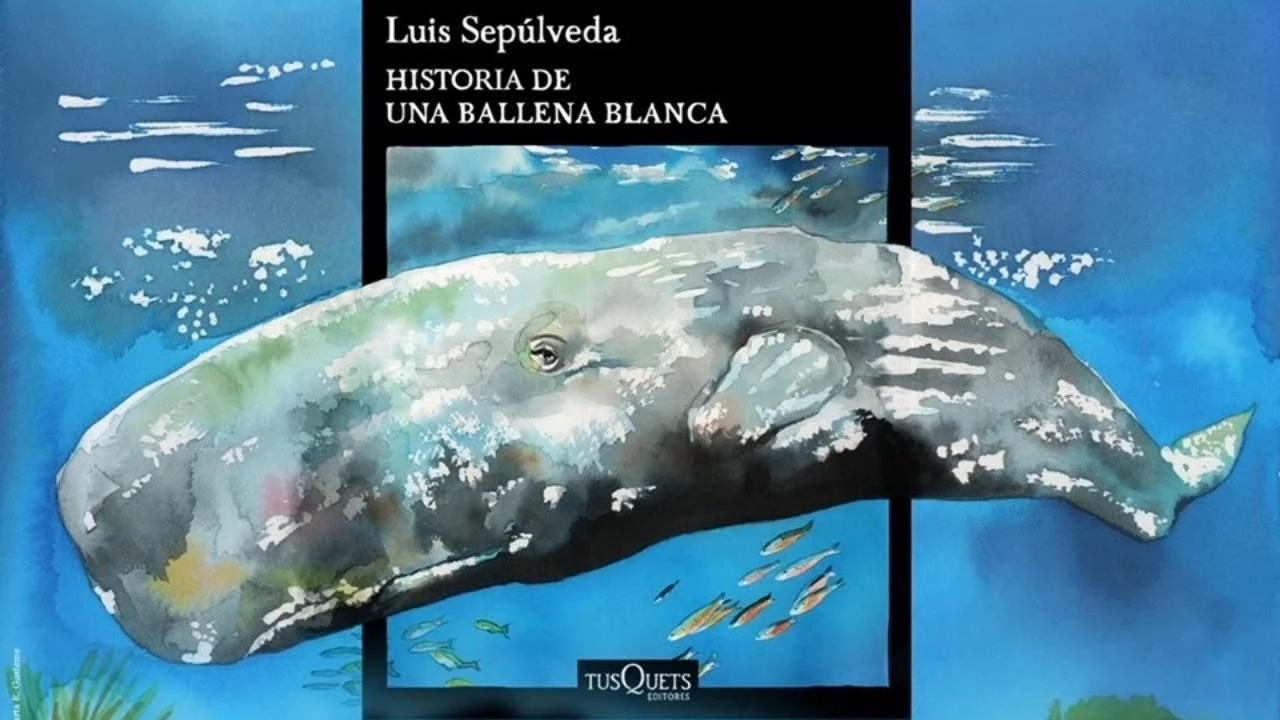 Luis Sepúlveda
HISTORIA DE
UNA BALLENA BLANCA
TUSQUETS
EDITORES